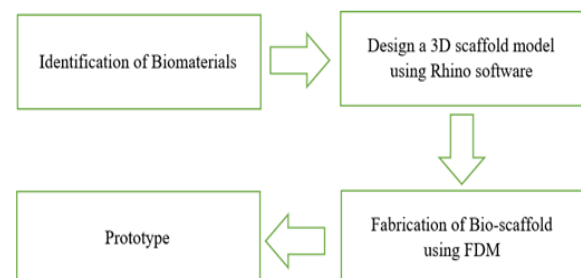 Identification of Biomaterials
Design a 3D scaffold model
using Rhino software
Fabrication of Bio-scaffold
using FDM
Prototype